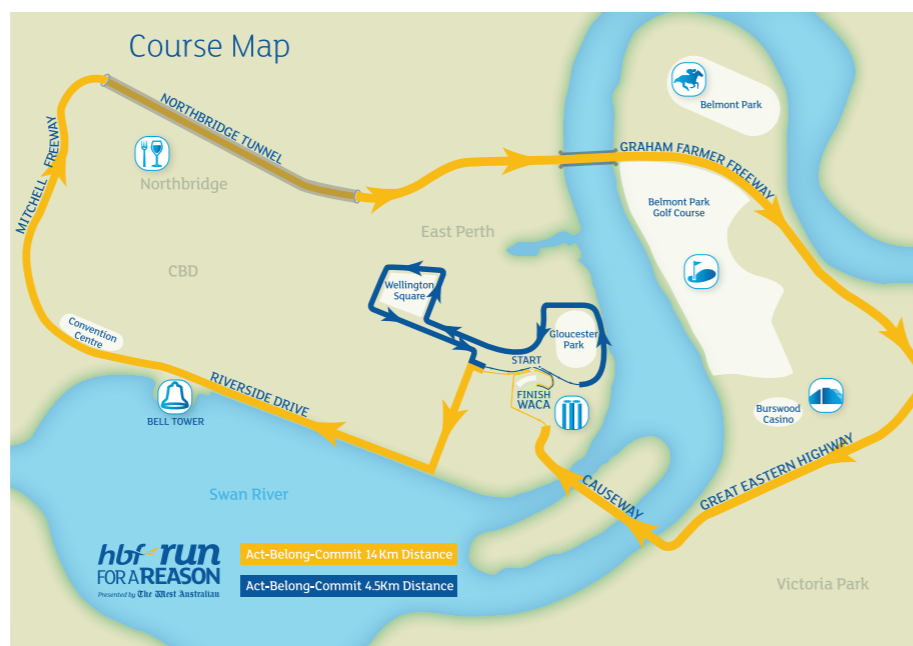 Course Map
Belmont Park
NORTHBRIDGE TUNNEL
GRAHAM FARMER FREEWAY
MITCHELL FREEWAY
Northbridge
Belmont Park
Golf Course
East Perth
CBD
Wellington
Square
Convention
Centre
Gloucester
Park
START
FINISH
WACA
RIVERSIDE DRIVE
BELL TOWER
Burswood
Casino
GREAT EASTERN HIGHWAY
CAUSEWAY
Swan River
hbf run
FOR A REASON
Presented by The West Australian
Act-Belong-Commit 14Km Distance
Act-Belong-Commit 4.5Km Distance
Victoria Park